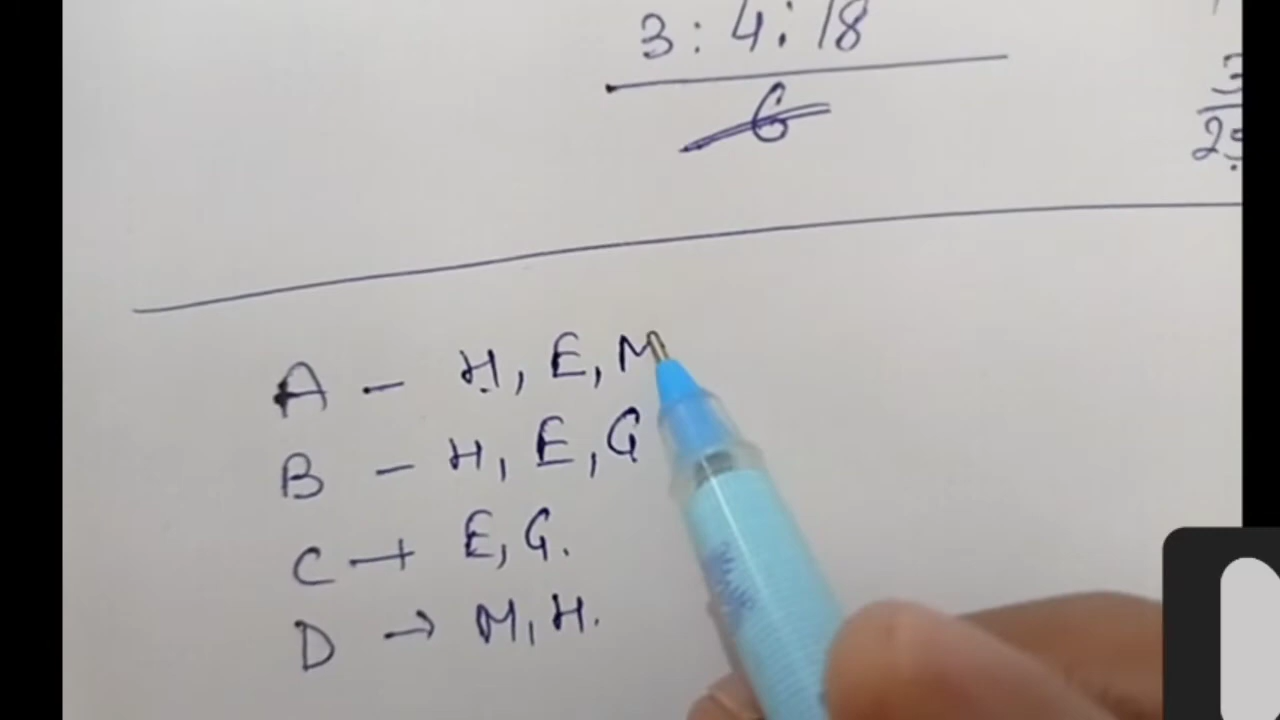 3 : 4 : 18
6
A – H, E, M
B – H, E, G
C → E, G.
D → M, H.